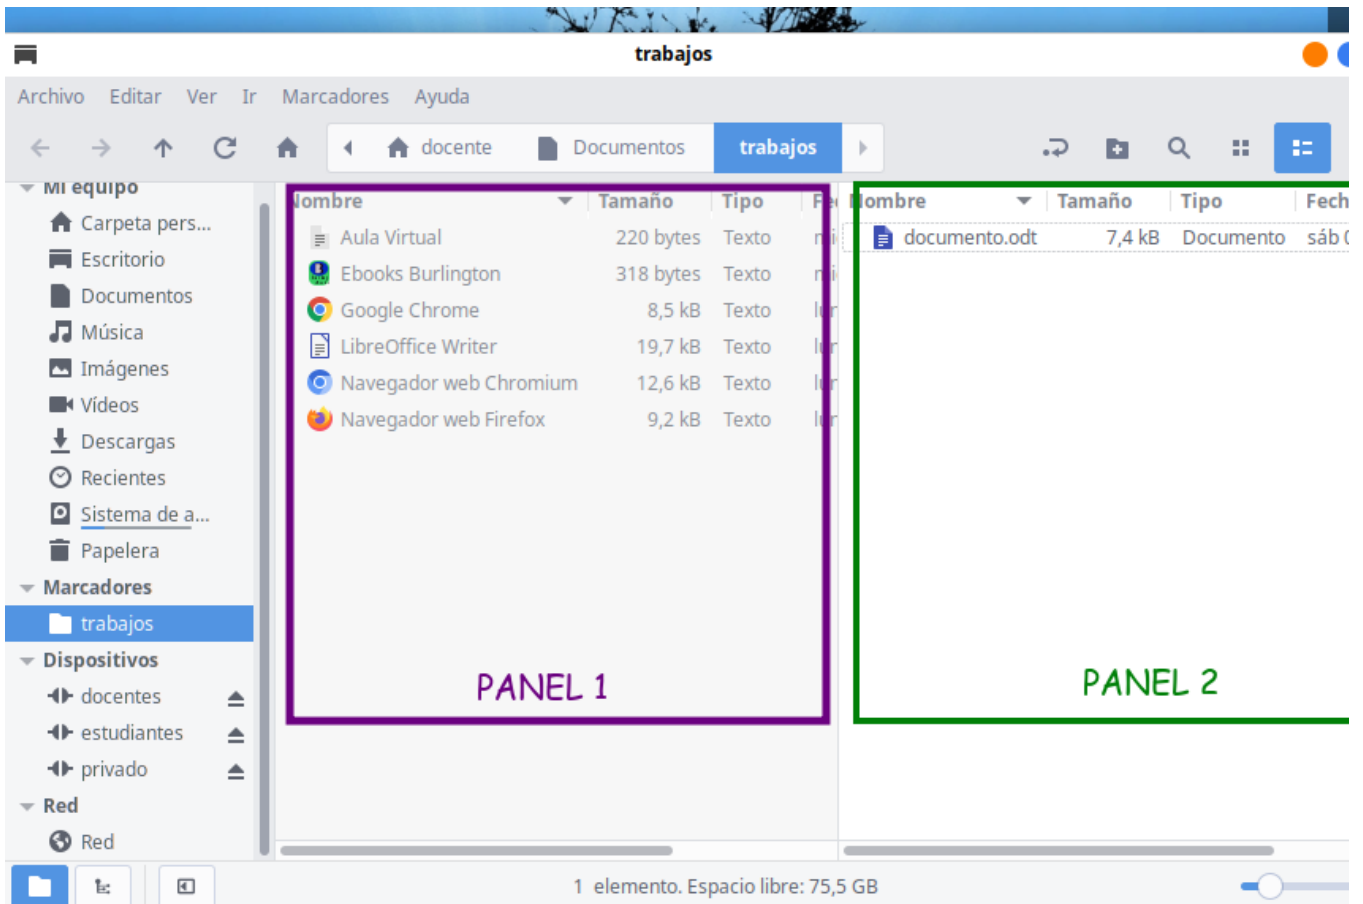 trabajos
Archivo Editar Ver Ir Marcadores Ayuda
docente Documentos trabajos
Mi equipo
Carpeta pers...
Escritorio
Documentos
Música
Imágenes
Vídeos
Descargas
Recientes
Sistema de a...
Papelera
Marcadores
trabajos
Dispositivos
docentes
estudiantes
privado
Red
Red
Nombre Tamaño Tipo
Aula Virtual 220 bytes Texto
Ebooks Burlington 318 bytes Texto
Google Chrome 8,5 kB Texto
LibreOffice Writer 19,7 kB Texto
Navegador web Chromium 12,6 kB Texto
Navegador web Firefox 9,2 kB Texto
PANEL 1
Nombre Tamaño Tipo Fech
documento.odt 7,4 kB Documento sáb
PANEL 2
1 elemento. Espacio libre: 75,5 GB